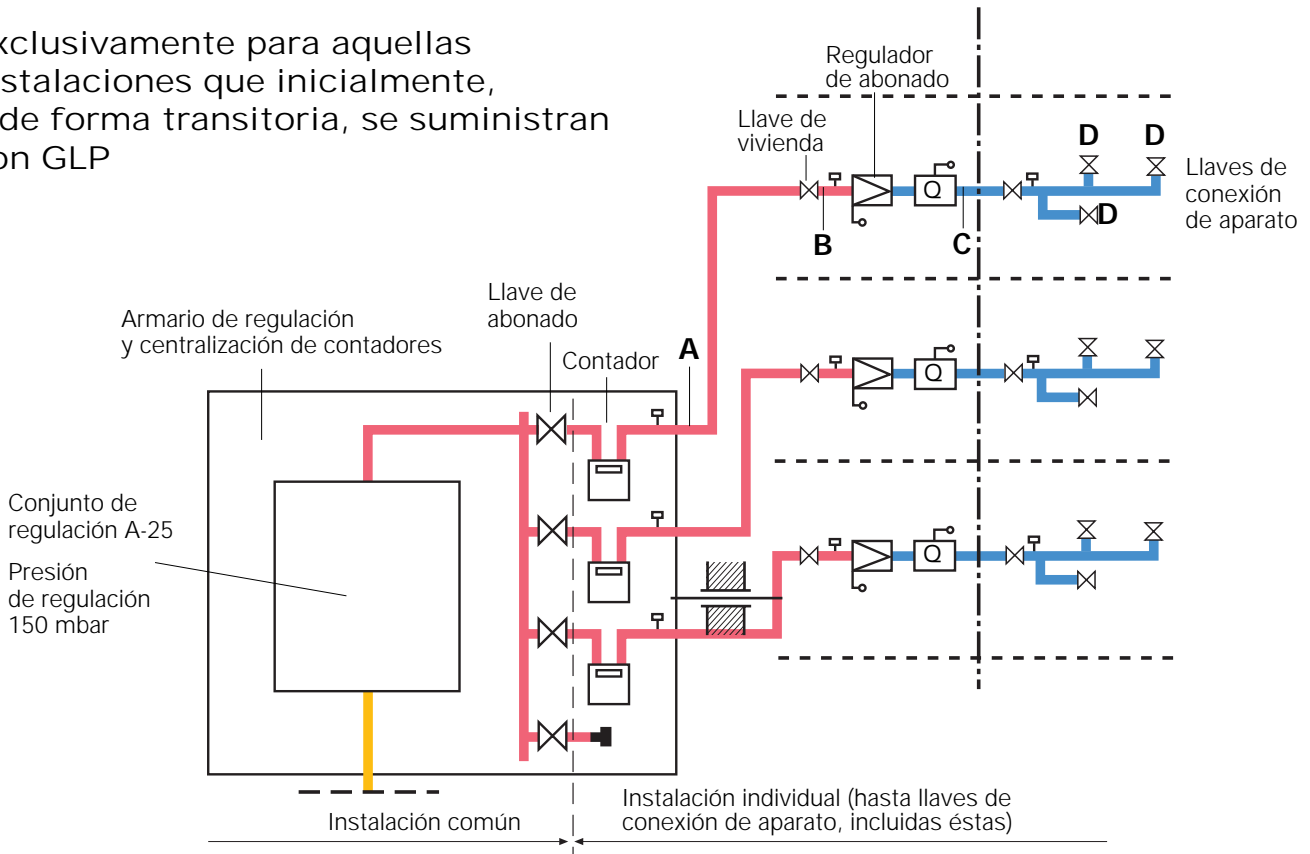 xclusivamente para aquellas
stalaciones que inicialmente,
de forma transitoria, se suministran
on GLP
Regulador
de abonado
Llave de
vivienda
D
D
Llaves de
conexión
de aparato
Q
D
B
C
Llave de
abonado
Armario de regulación
y centralización de contadores
Contador
A
Q
Conjunto de
regulación A-25
Presión
de regulación
150 mbar
Q
Instalación común
Instalación individual (hasta llaves de
conexión de aparato, incluidas éstas)